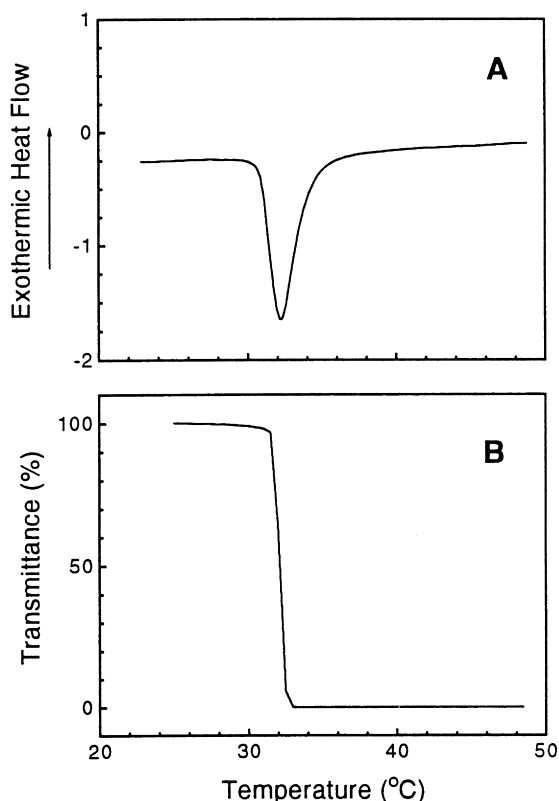 1
A
0
-1
-2
Exothermic Heat Flow
B
100
50
0
Transmittance (%)
20
30
40
50
Temperature (°C)